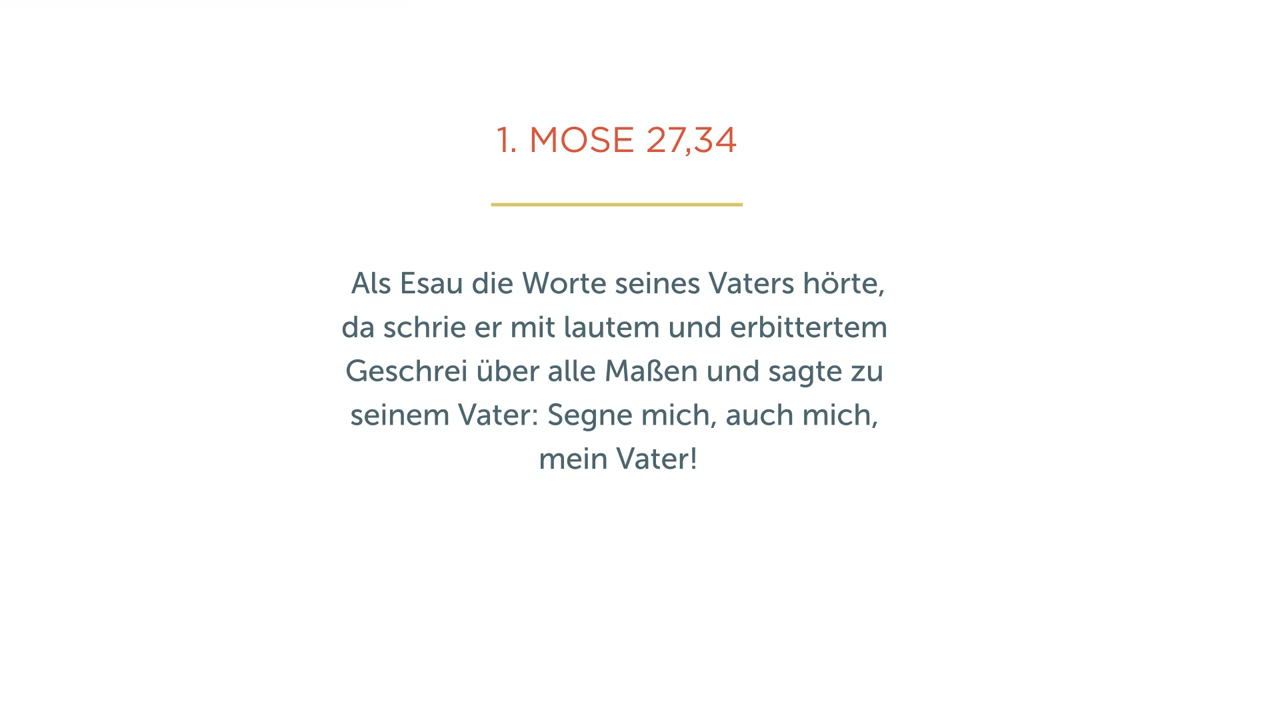 1. MOSE 27,34
Als Esau die Worte seines Vaters hörte,
da schrie er mit lautem und erbittertem
Geschrei über alle Maßen und sagte zu
seinem Vater: Segne mich, auch mich,
mein Vater!